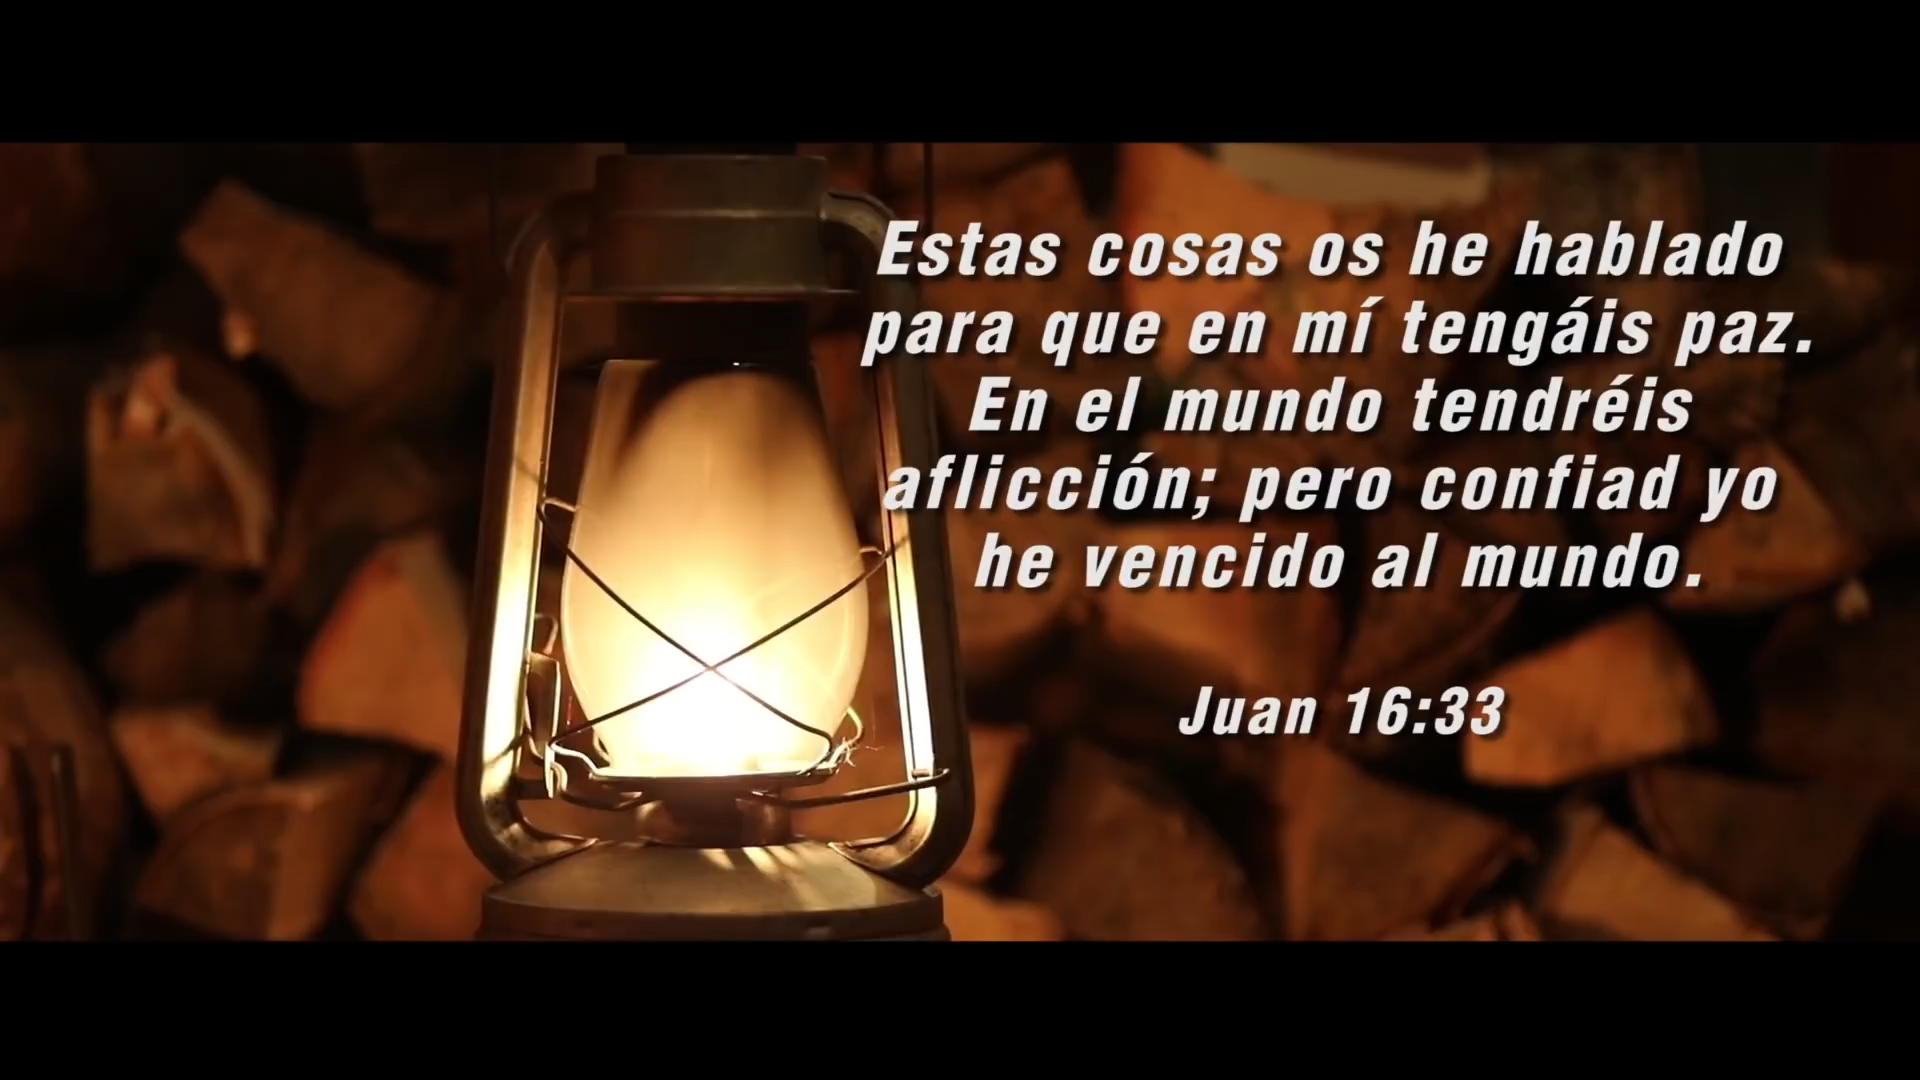 Estas cosas os he hablado
para que en mí tengáis paz.
En el mundo tendréis
aflicción; pero confiad yo
he vencido al mundo.
Juan 16:33